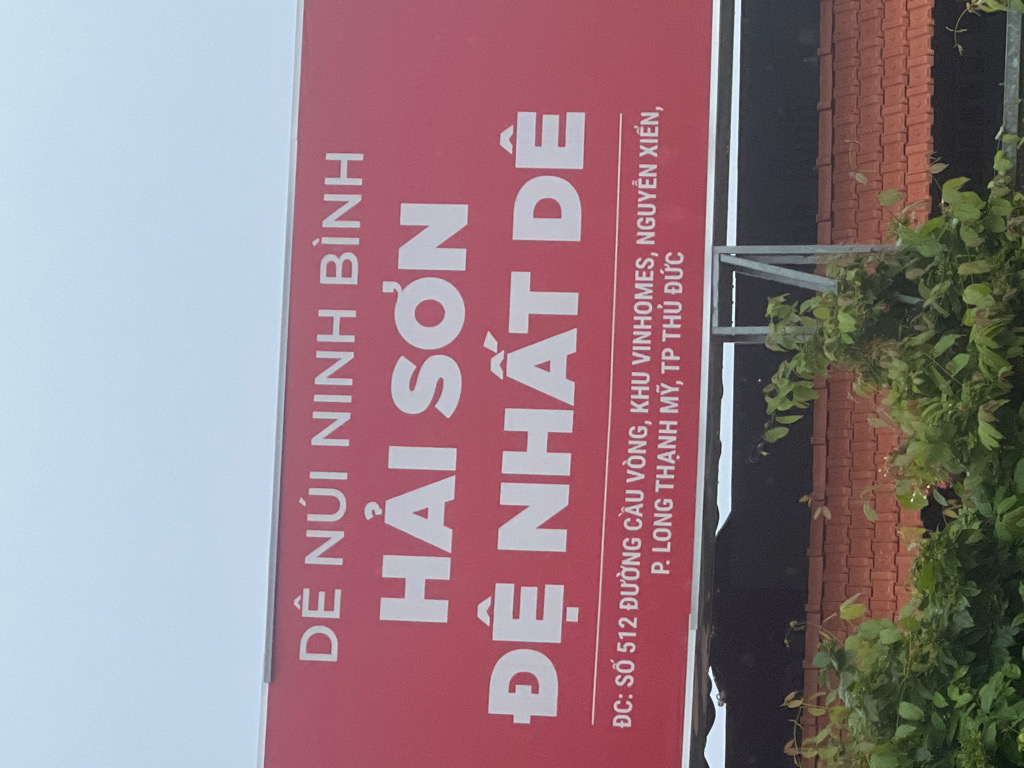 DÊ NÚI NINH BÌNH
HẢI SƠN
ĐỆ NHẤT DÊ
ĐC: SỐ 512 ĐƯỜNG CẦU VÒNG, KHU VINHOMES, NGUYỄN XIỂN,
P. LONG THẠNH MỸ, TP THỦ ĐỨC